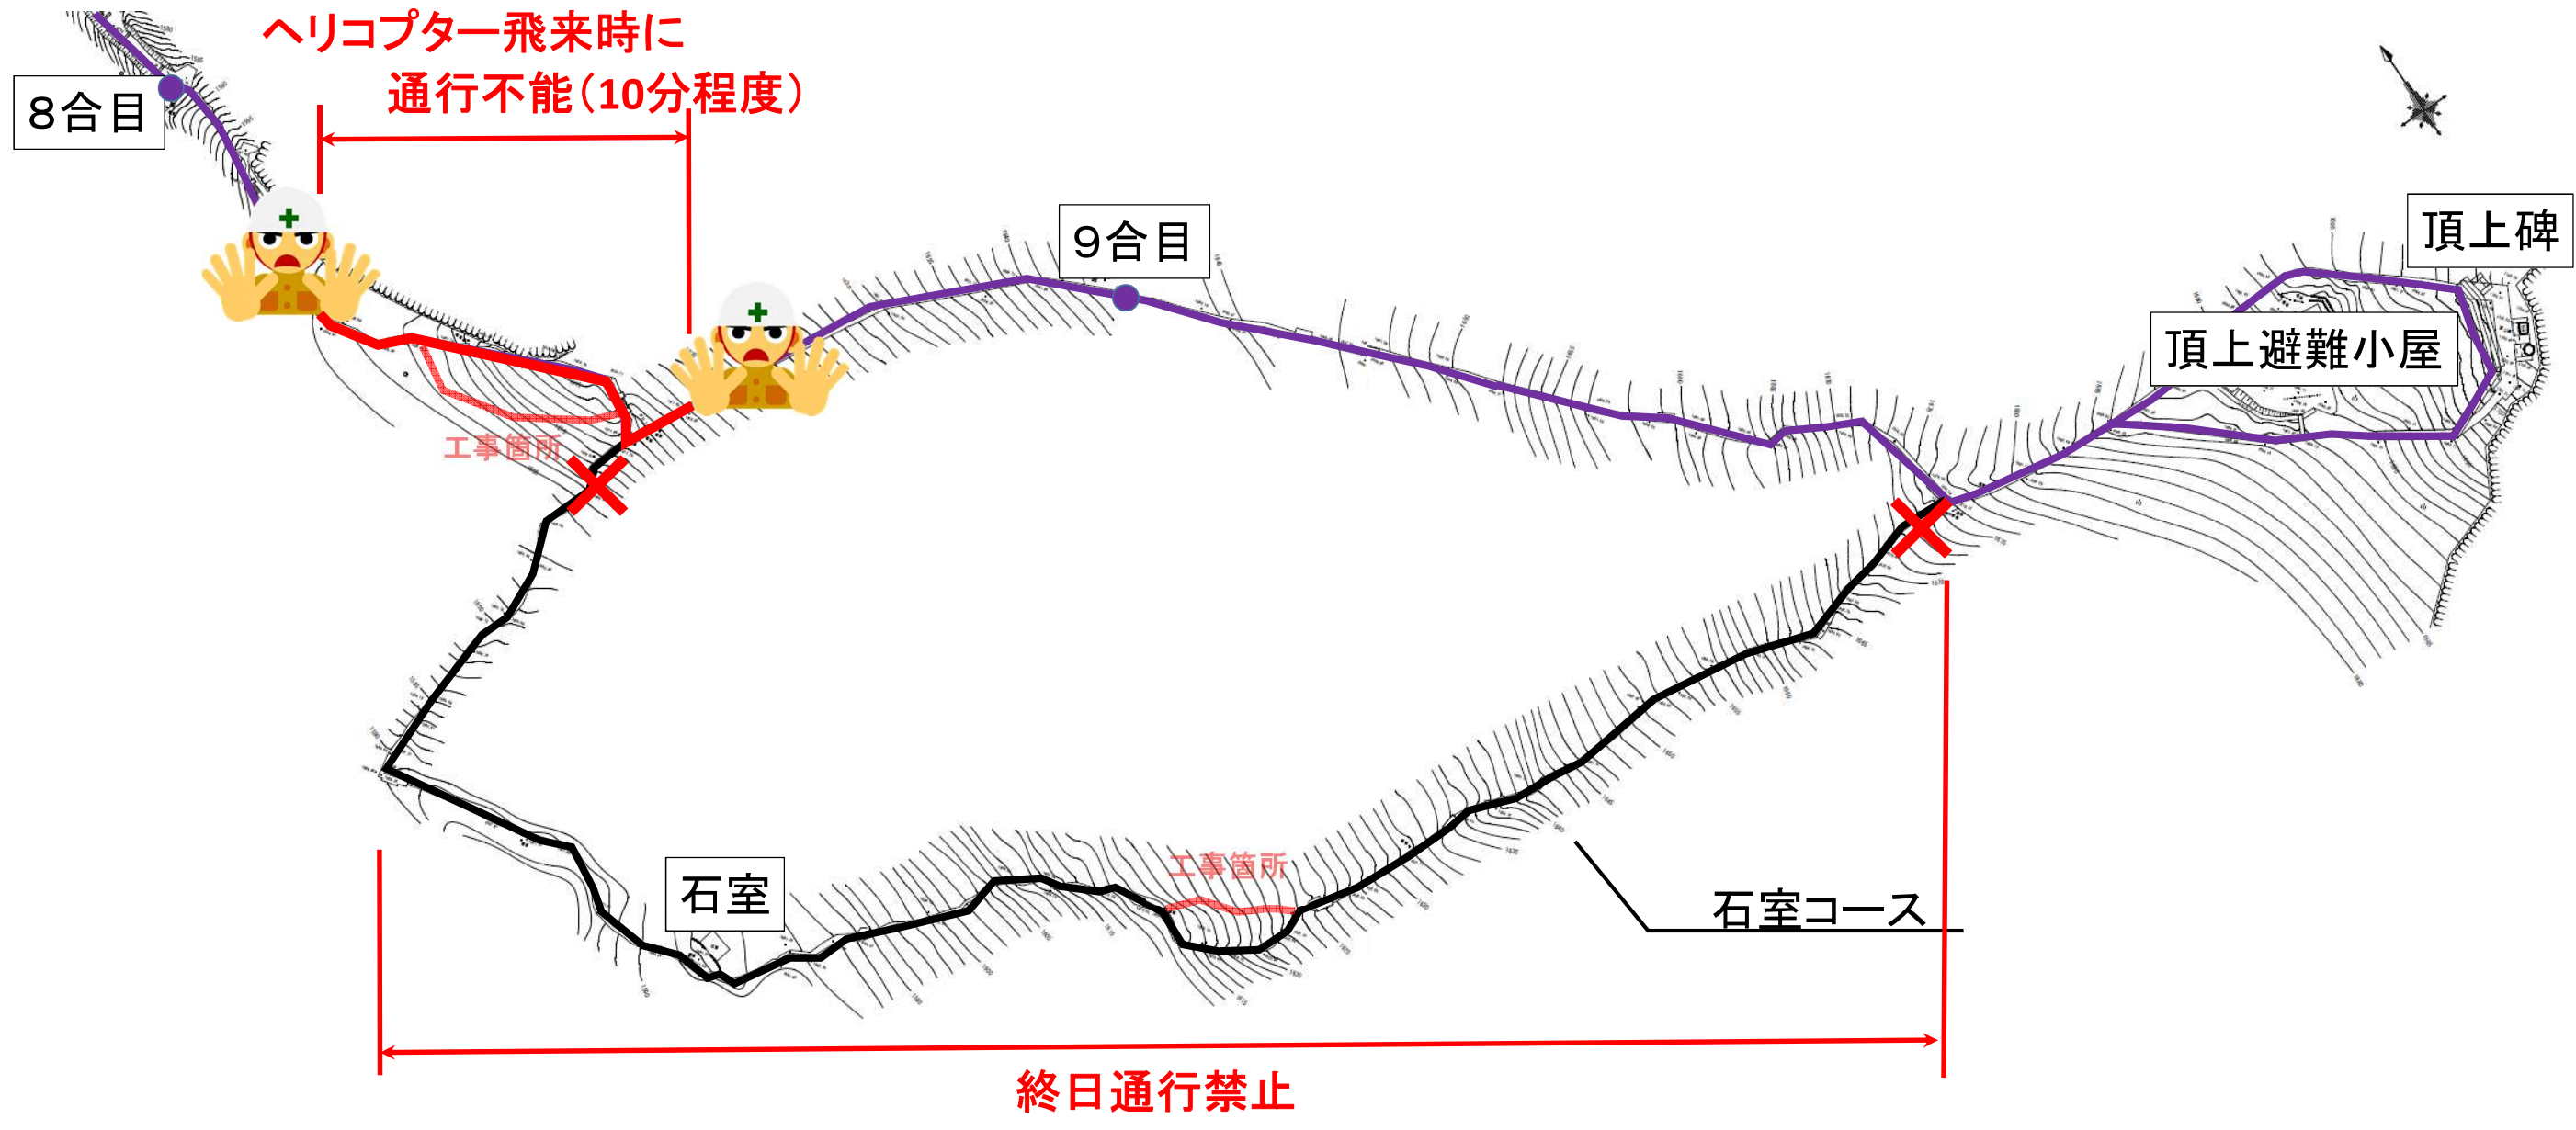 ヘリコプター飛来時に
通行不能（10分程度）
８合目
９合目
頂上碑
頂上避難小屋
工事箇所
工事箇所
石室
石室コース
終日通行禁止